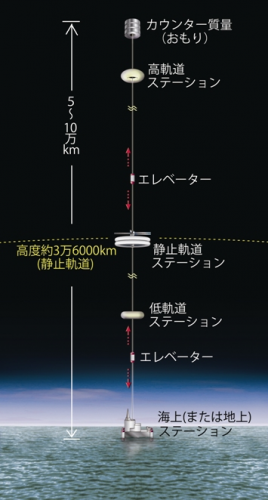 カウンター質量
（おもり）
高軌道
ステーション
5～10万km
エレベーター
高度約3万6000km
(静止軌道)
静止軌道
ステーション
低軌道
ステーション
エレベーター
海上(または地上)
ステーション